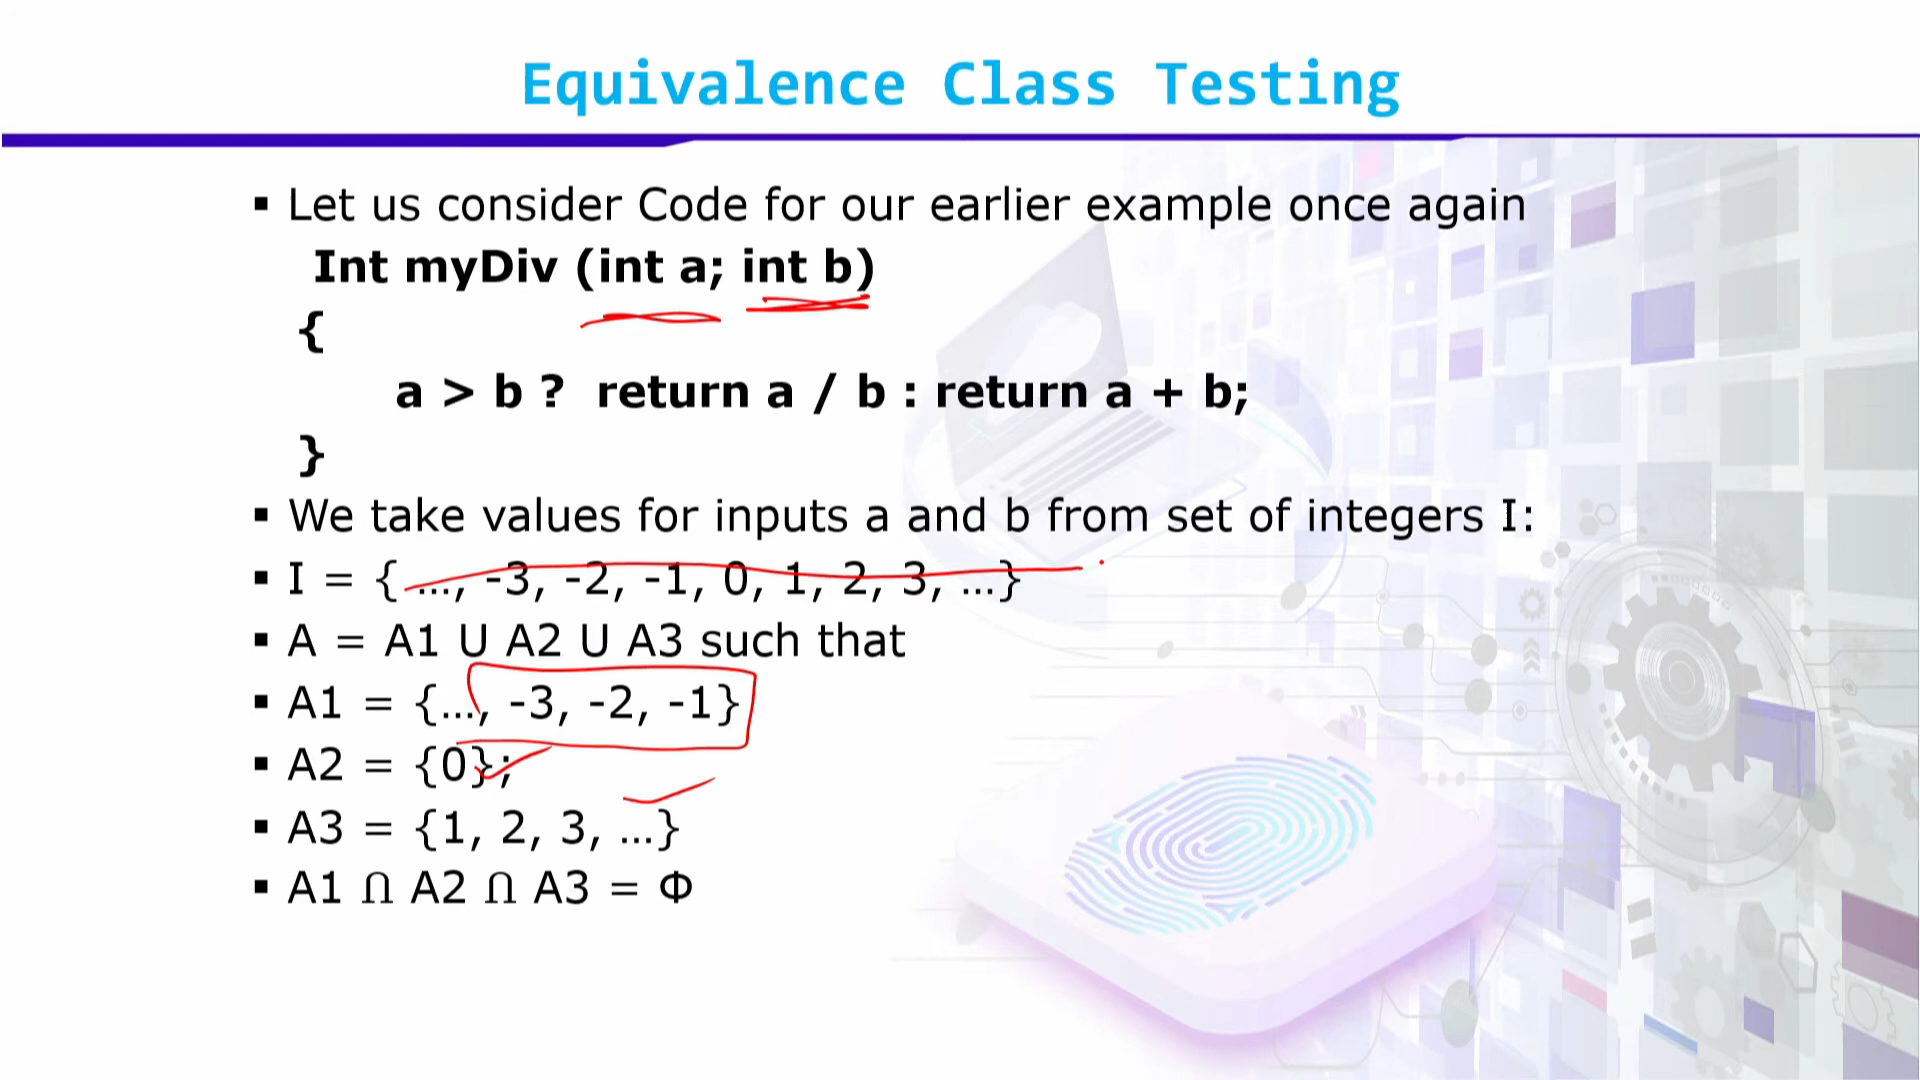 Equivalence Class Testing
▪ Let us consider Code for our earlier example once again
Int myDiv (int a; int b)
{
a > b ? return a / b : return a + b;
}
▪ We take values for inputs a and b from set of integers I:
▪ I = { …, -3, -2, -1, 0, 1, 2, 3, …}
▪ A = A1 U A2 U A3 such that
▪ A1 = {…, -3, -2, -1}
▪ A2 = {0};
▪ A3 = {1, 2, 3, …}
▪ A1 ∩ A2 ∩ A3 = Φ